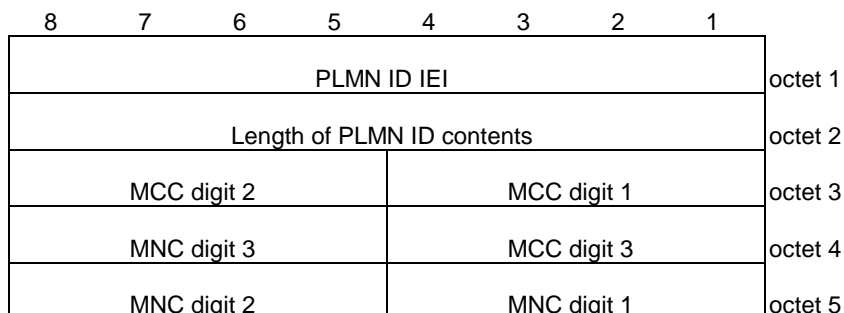 8 7 6 5 4 3 2 1
PLMN ID IEI octet 1
Length of PLMN ID contents octet 2
MCC digit 2 MCC digit 1 octet 3
MNC digit 3 MCC digit 3 octet 4
MNC digit 2 MNC digit 1 octet 5